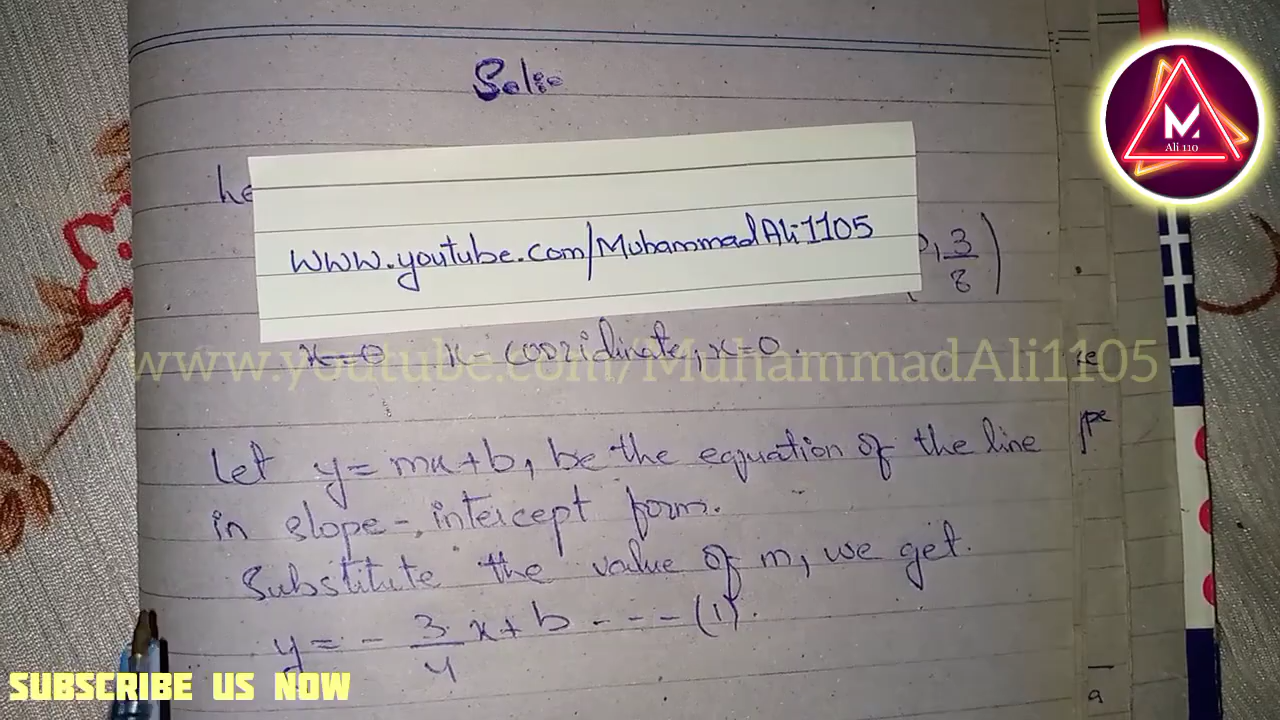 Soln
M
Ali 110
he
www.youtube.com/MuhammadAli1105
, 3/8 )
x=0 x-coordinate, x=0.
www.youtube.com/MuhammadAli1105
Let y=mx+b, be the equation of the line
in slope-intercept form.
Substitute the value of m, we get.
y = - 3/4 x + b - - - - (1).
SUBSCRIBE US NOW